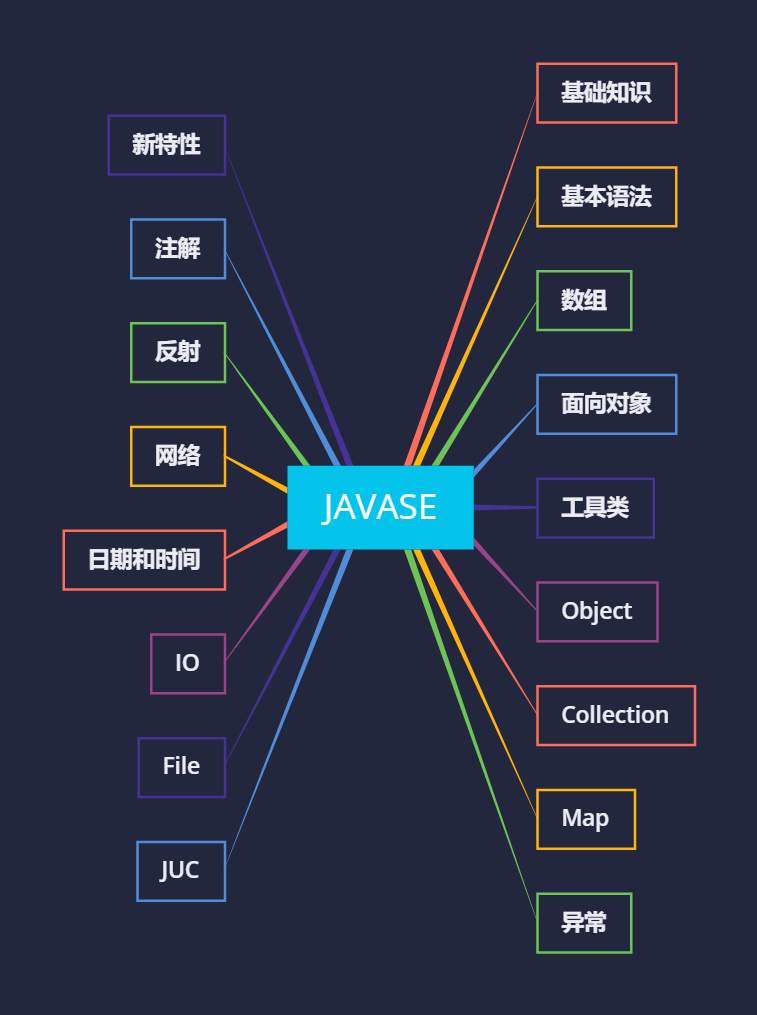 JAVASE
基础知识
基本语法
数组
面向对象
工具类
Object
Collection
Map
异常
新特性
注解
反射
网络
日期和时间
IO
File
JUC